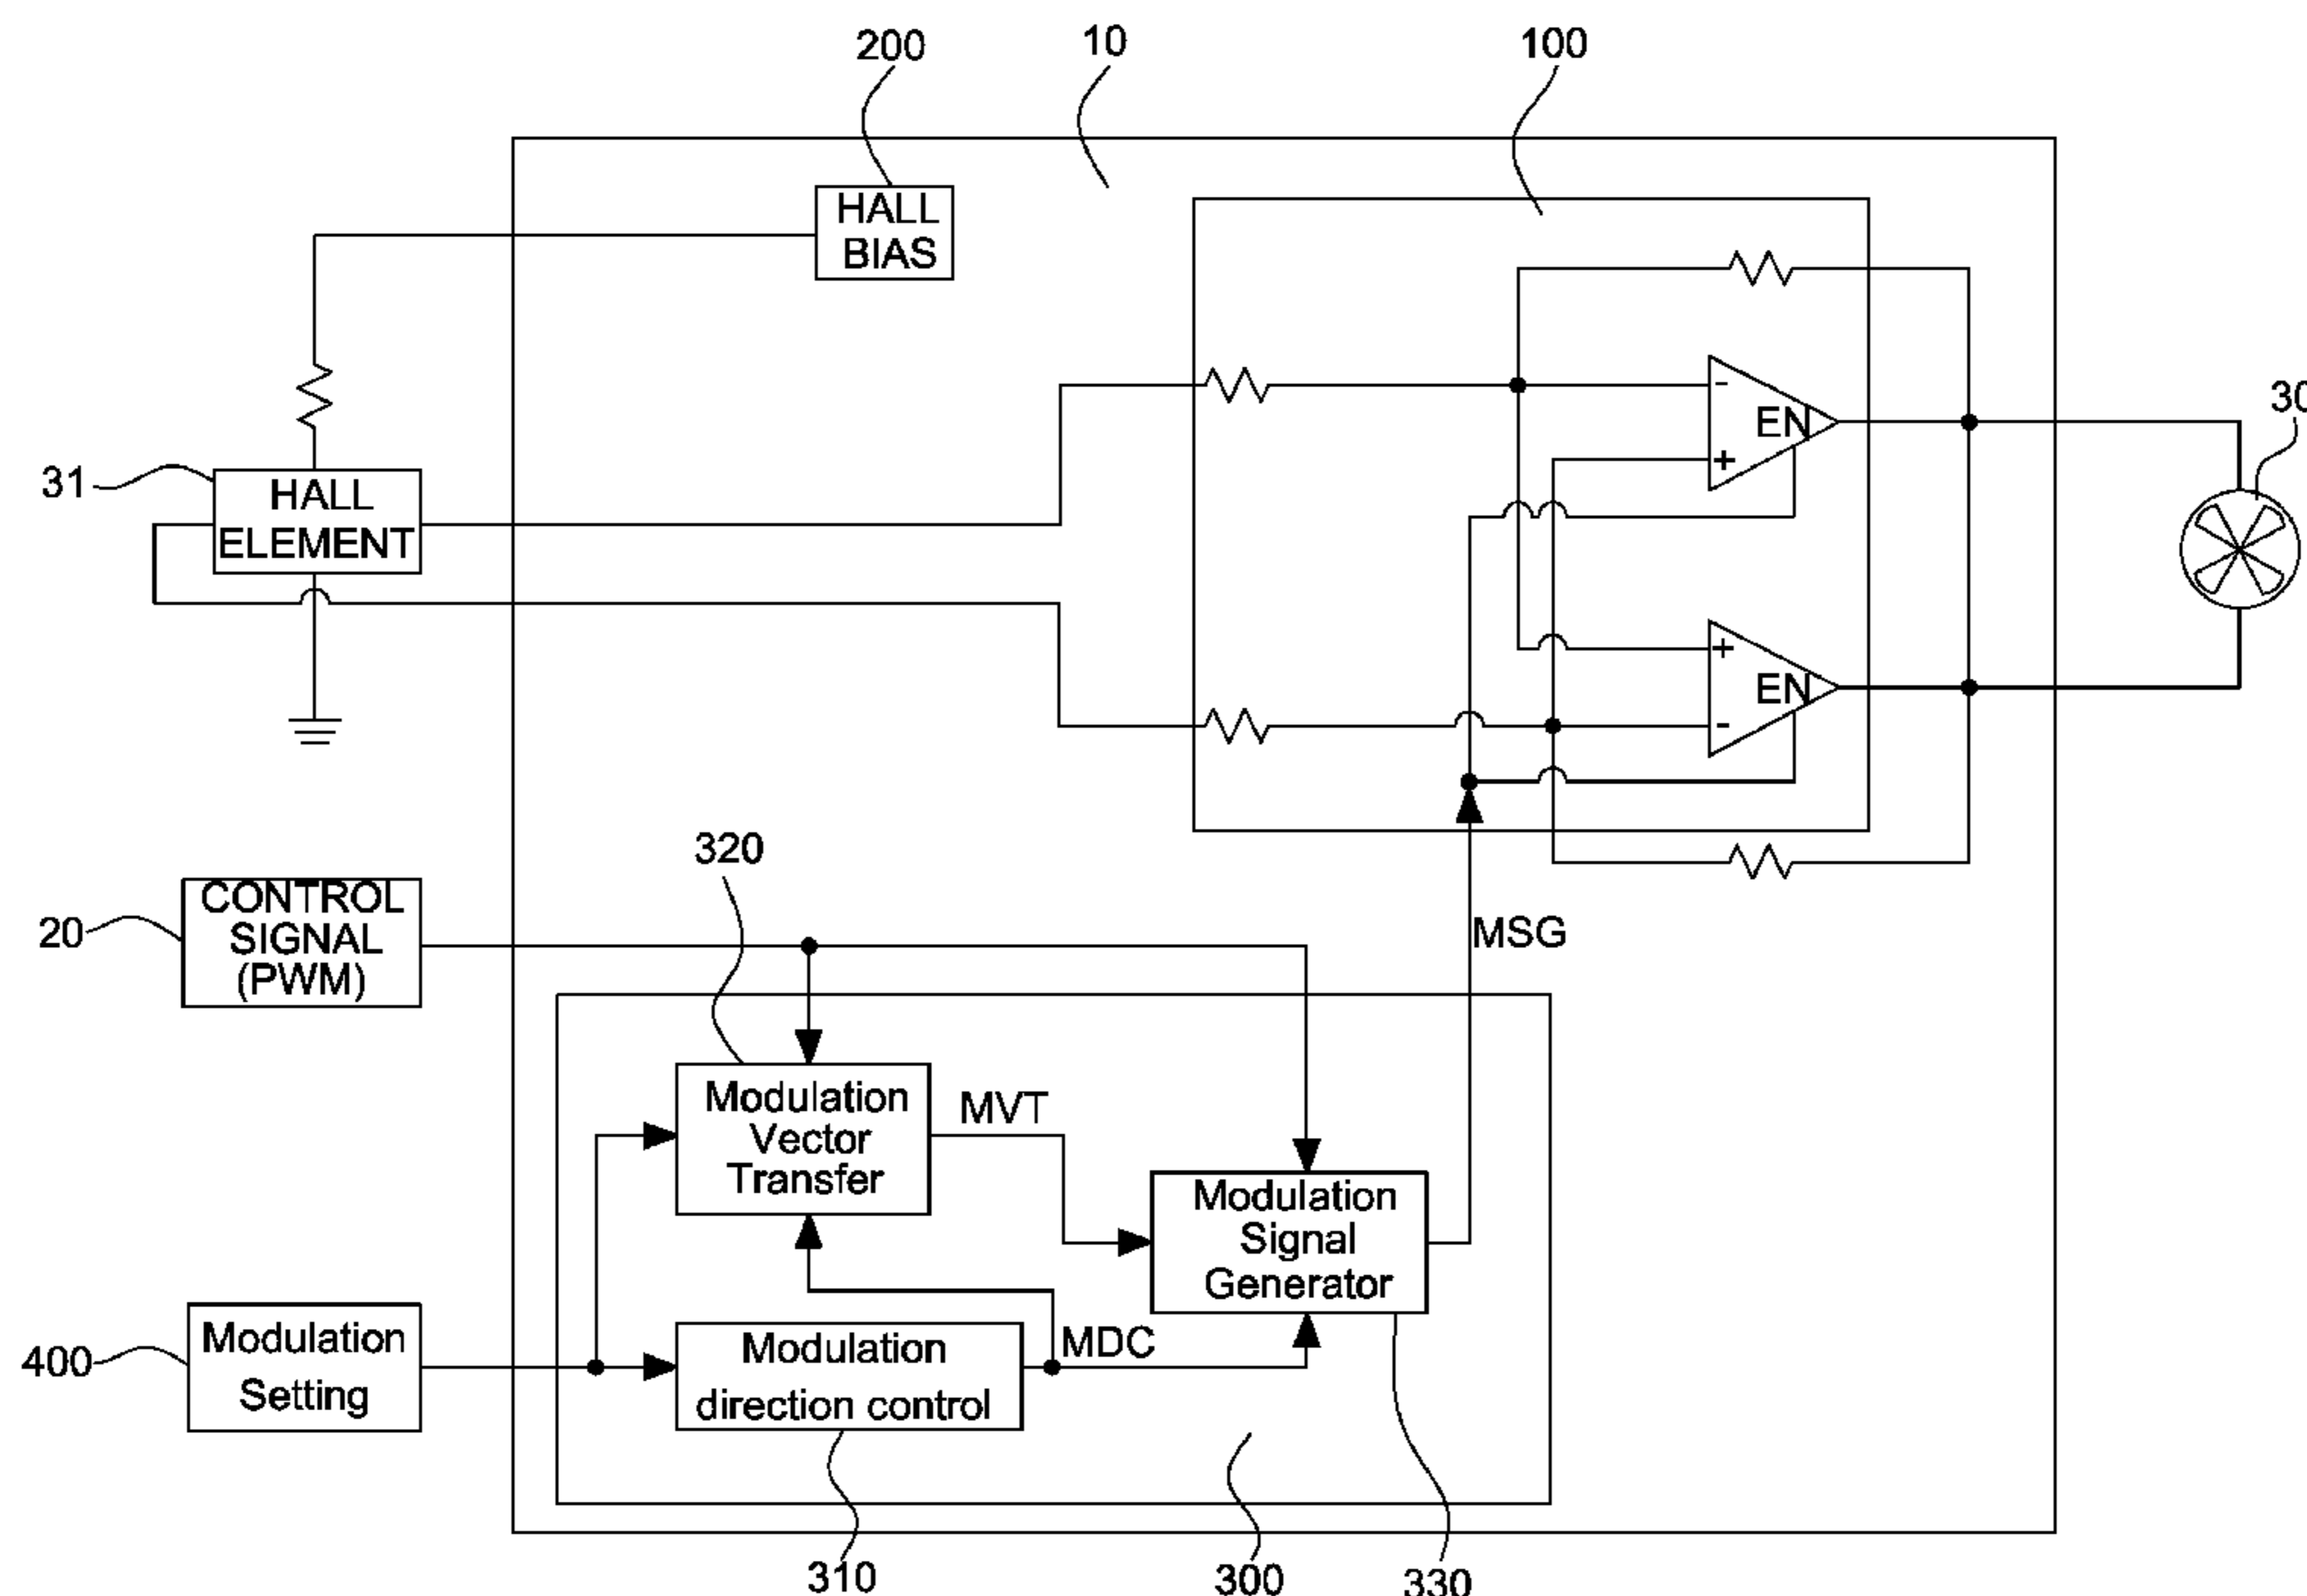 200
10
100
HALL
BIAS
30
31
HALL
ELEMENT
-
EN
+
+
EN
-
320
20
CONTROL
SIGNAL
(PWM)
MSG
Modulation
Vector
Transfer
MVT
Modulation
Signal
Generator
400
Modulation
Setting
Modulation
direction control
MDC
310
300
330